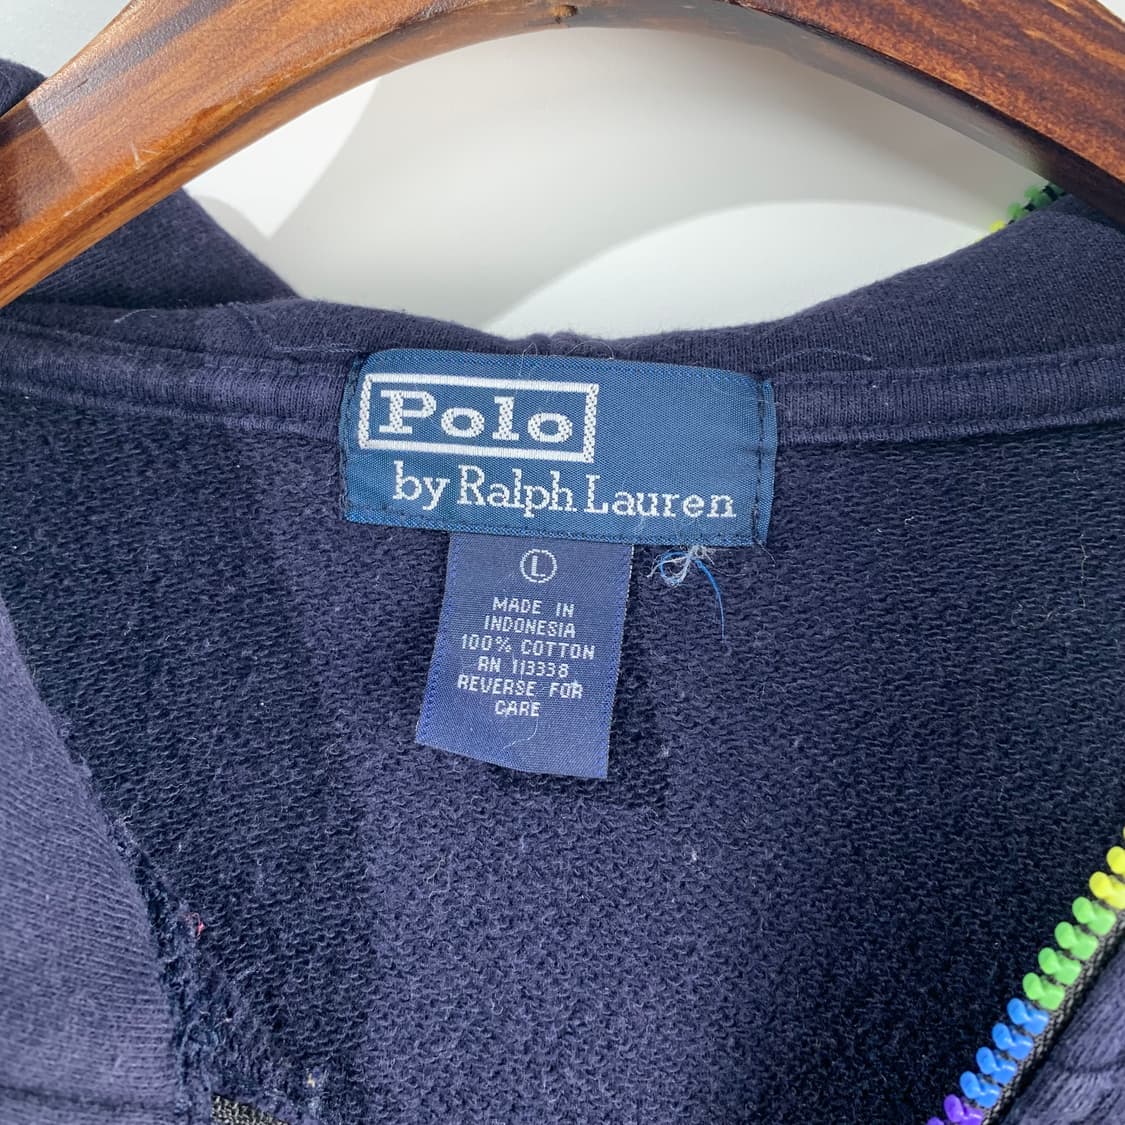 Polo
by Ralph Lauren
L
MADE IN
INDONESIA
100% COTTON
RN 113338
REVERSE FOR
CARE